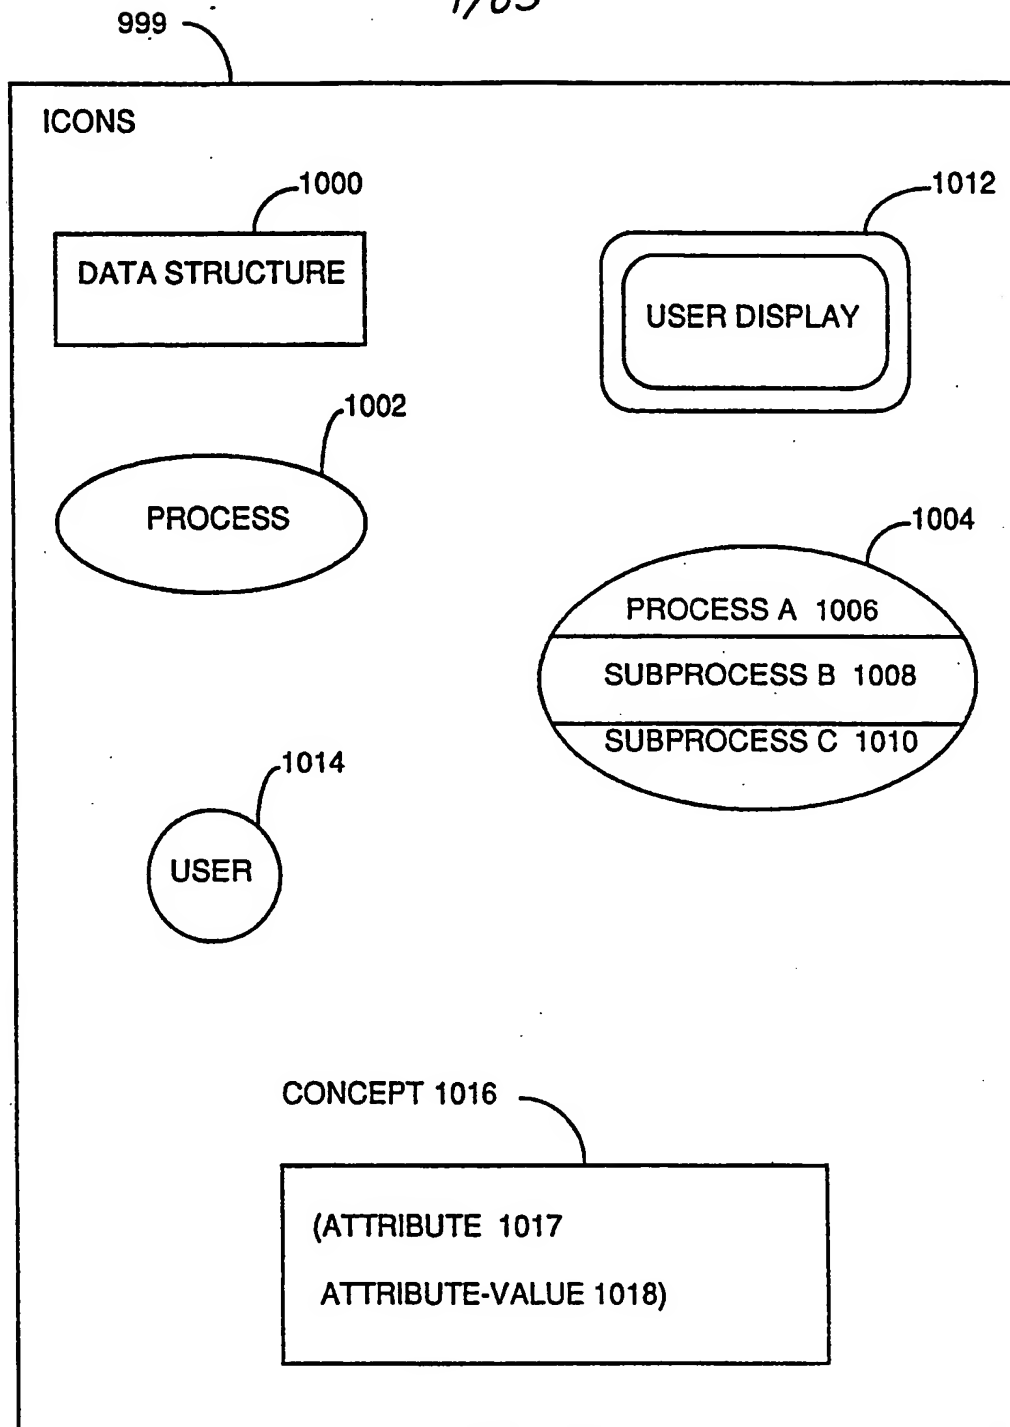 999
ICONS
1000
DATA STRUCTURE
1012
USER DISPLAY
1002
PROCESS
1004
PROCESS A 1006
SUBPROCESS B 1008
SUBPROCESS C 1010
1014
USER
CONCEPT 1016
(ATTRIBUTE 1017
ATTRIBUTE-VALUE 1018)